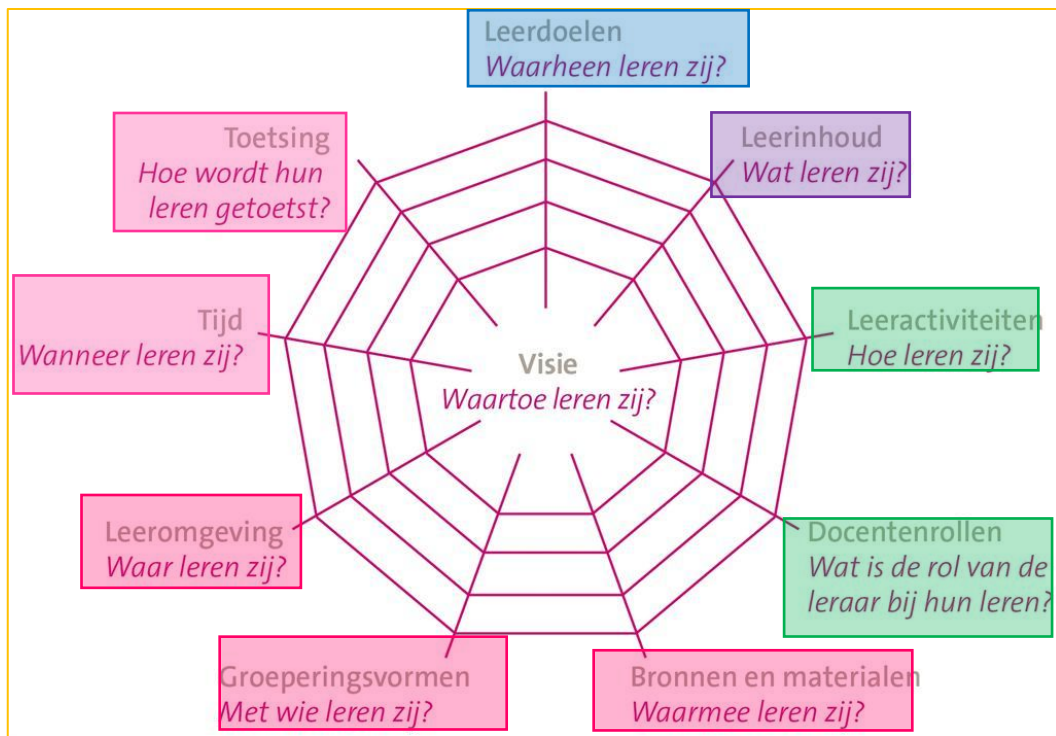 Leerdoelen
Waarheen leren zij?
Leerinhoud
Wat leren zij?
Leeractiviteiten
Hoe leren zij?
Docentenrollen
Wat is de rol van de
leraar bij hun leren?
Bronnen en materialen
Waarmee leren zij?
Groeperingsvormen
Met wie leren zij?
Leeromgeving
Waar leren zij?
Tijd
Wanneer leren zij?
Toetsing
Hoe wordt hun
leren getoetst?
Visie
Waartoe leren zij?